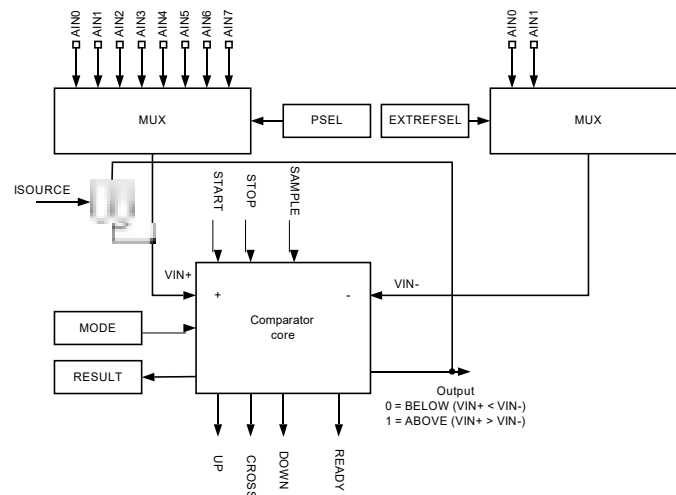 AIN0
AIN1
AIN2
AIN3
AIN4
AIN5
AIN6
AIN7
AIN0
AIN1
MUX
PSEL
EXTREFSEL
MUX
ISOURCE
START
STOP
SAMPLE
VIN+
VIN-
+
-
Comparator
core
MODE
RESULT
Output
0 = BELOW (VIN+ < VIN-)
1 = ABOVE (VIN+ > VIN-)
UP
CROSS
DOWN
READY